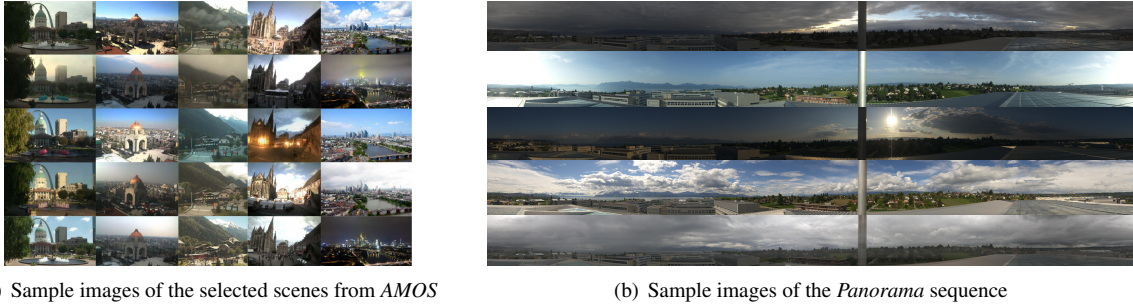 ) Sample images of the selected scenes from AMOS
(b) Sample images of the Panorama sequence